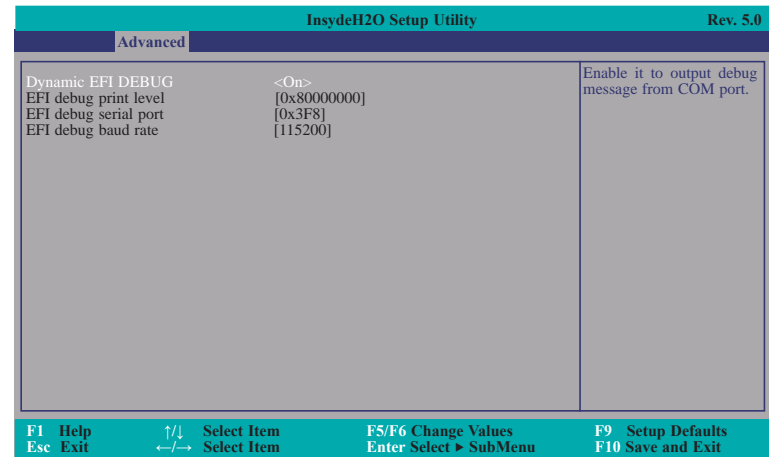 InsydeH2O Setup Utility Rev. 5.0
Advanced
Dynamic EFI DEBUG <On>
EFI debug print level [0x80000000]
EFI debug serial port [0x3F8]
EFI debug baud rate [115200]
Enable it to output debug
message from COM port.
F1 Help ↑/↓ Select Item F5/F6 Change Values F9 Setup Defaults
Esc Exit ←/→ Select Item Enter Select ► SubMenu F10 Save and Exit